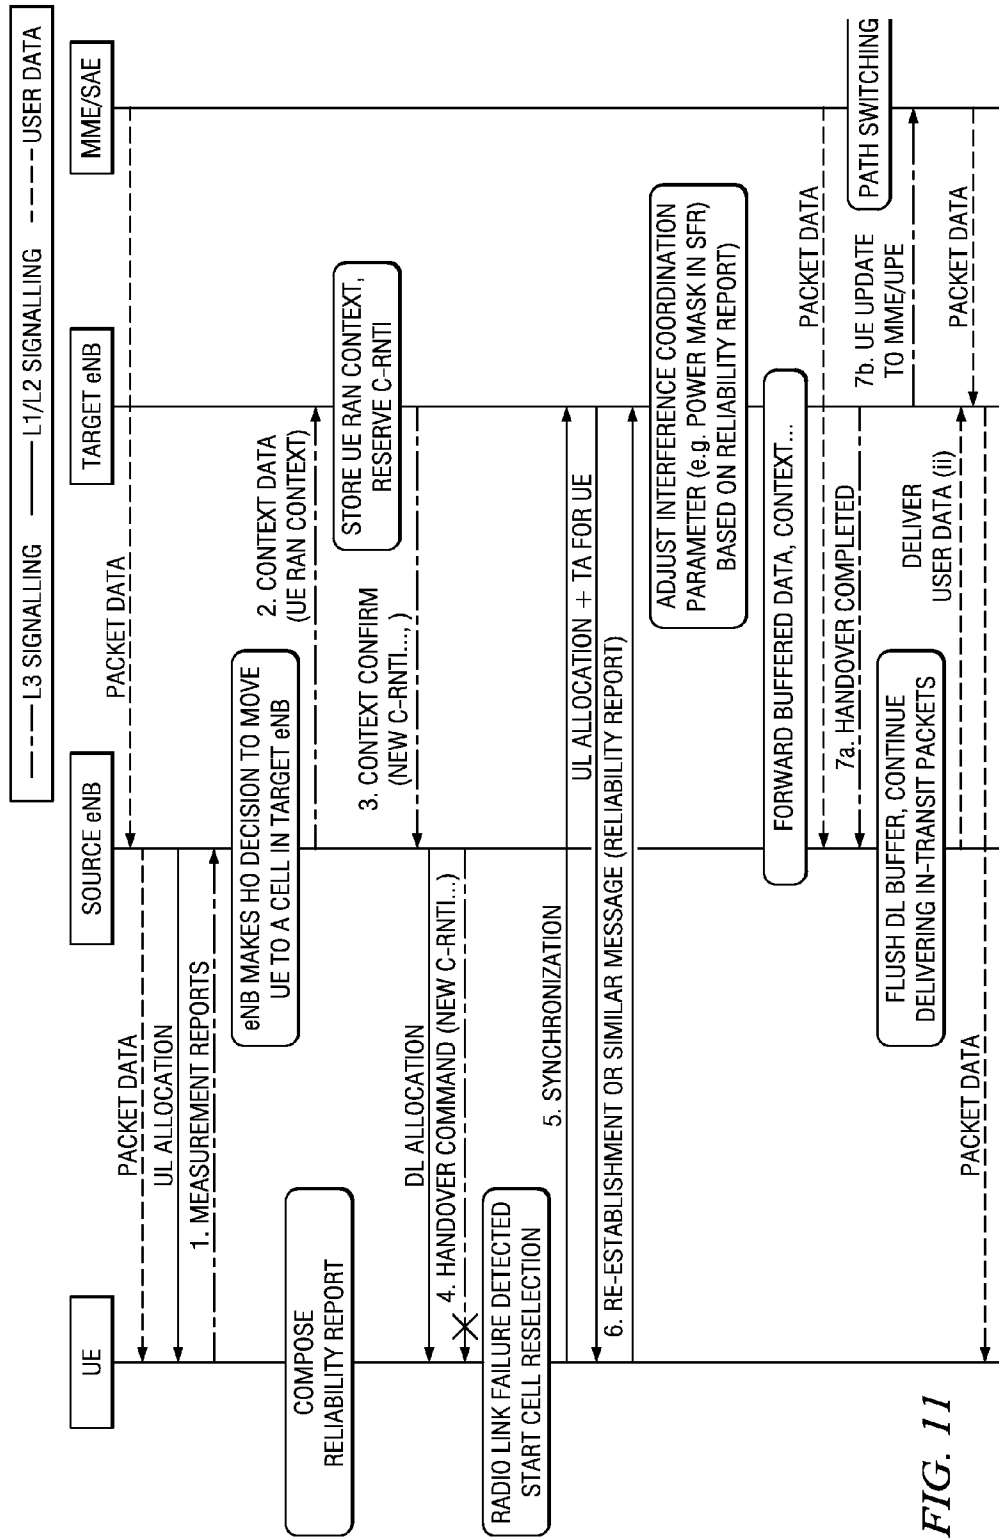 L3 SIGNALLING
L1/L2 SIGNALLING
USER DATA
UE
SOURCE eNB
TARGET eNB
MME/SAE
PACKET DATA
PACKET DATA
UL ALLOCATION
1. MEASUREMENT REPORTS
eNB MAKES HO DECISION TO MOVE
UE TO A CELL IN TARGET eNB
COMPOSE
RELIABILITY REPORT
2. CONTEXT DATA
(UE RAN CONTEXT)
STORE UE RAN CONTEXT,
RESERVE C-RNTI
3. CONTEXT CONFIRM
(NEW C-RNTI..., )
DL ALLOCATION
4. HANDOVER COMMAND (NEW C-RNTI...)
RADIO LINK FAILURE DETECTED
START CELL RESELECTION
5. SYNCHRONIZATION
UL ALLOCATION + TA FOR UE
6. RE-ESTABLISHMENT OR SIMILAR MESSAGE (RELIABILITY REPORT)
ADJUST INTERFERENCE COORDINATION
PARAMETER (e.g. POWER MASK IN SFR)
BASED ON RELIABILITY REPORT)
FORWARD BUFFERED DATA, CONTEXT...
PACKET DATA
7a. HANDOVER COMPLETED
7b. UE UPDATE
TO MME/UPE
PATH SWITCHING
FLUSH DL BUFFER, CONTINUE
DELIVERING IN-TRANSIT PACKETS
DELIVER
USER DATA (ii)
PACKET DATA
PACKET DATA
FIG. 11